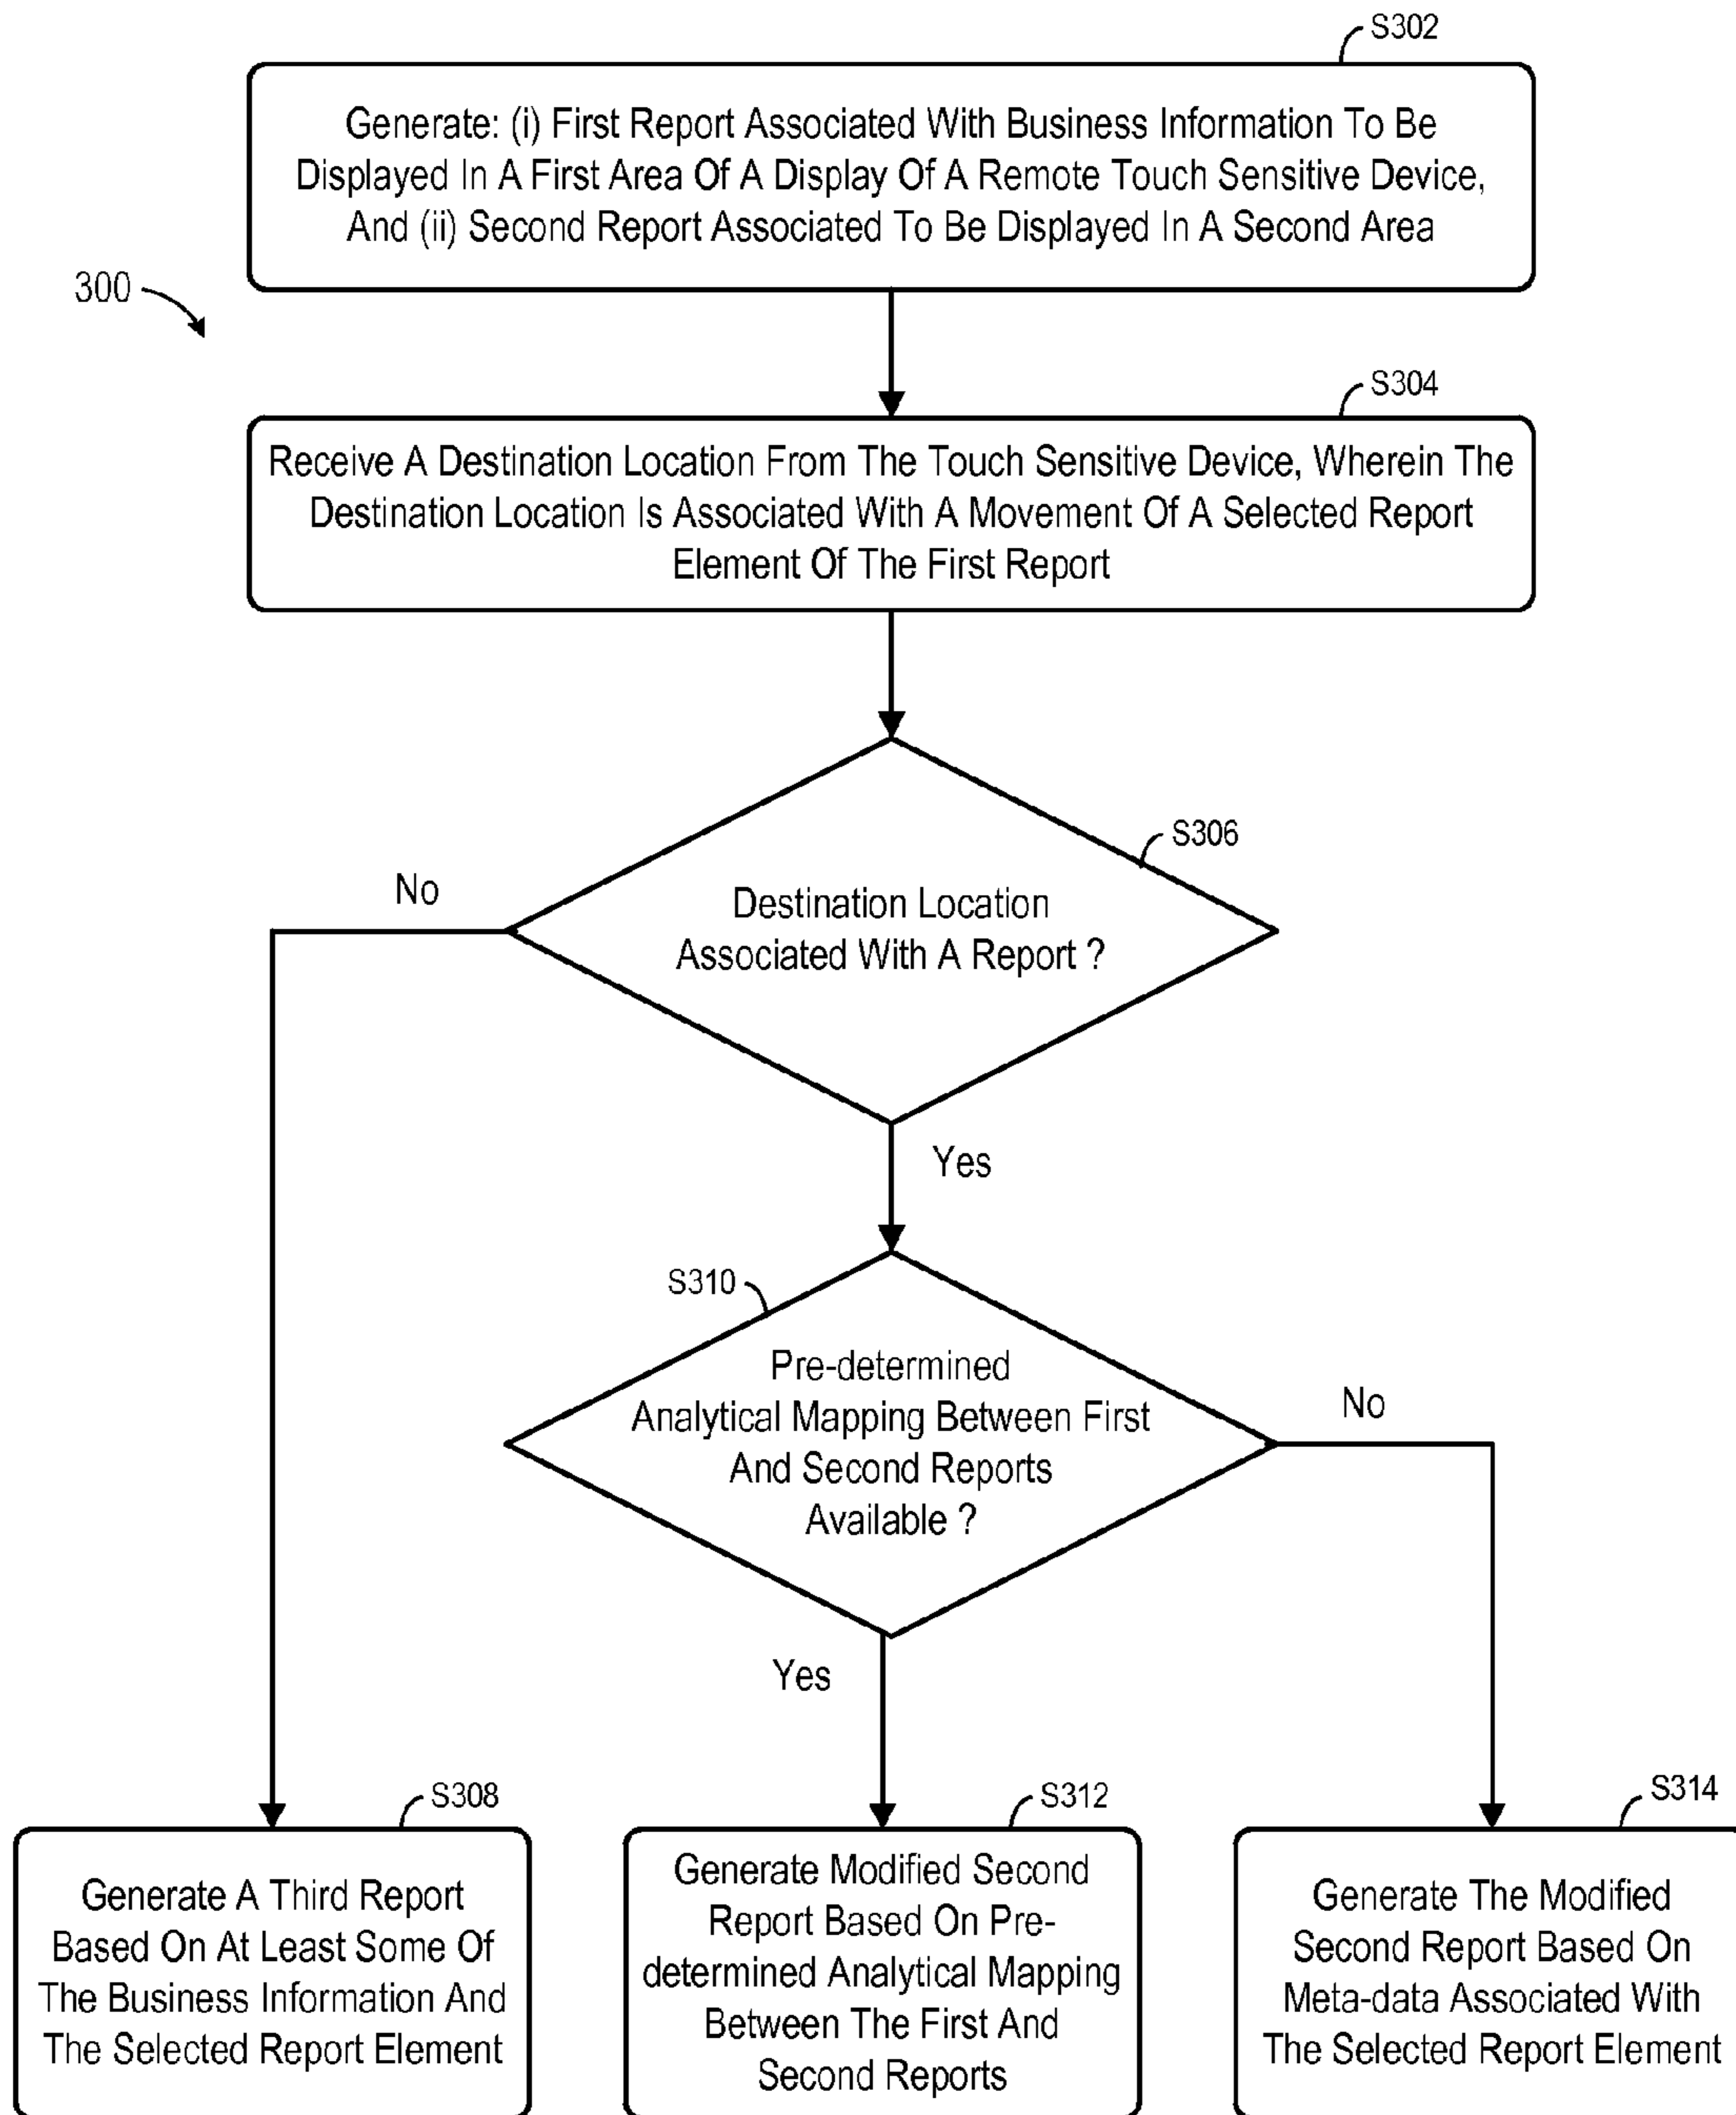 S302
Generate: (i) First Report Associated With Business Information To Be
Displayed In A First Area Of A Display Of A Remote Touch Sensitive Device,
And (ii) Second Report Associated To Be Displayed In A Second Area
300
S304
Receive A Destination Location From The Touch Sensitive Device, Wherein The
Destination Location Is Associated With A Movement Of A Selected Report
Element Of The First Report
S306
No
Destination Location
Associated With A Report ?
Yes
S310
Pre-determined
Analytical Mapping Between First
And Second Reports
Available ?
No
Yes
S308
Generate A Third Report
Based On At Least Some Of
The Business Information And
The Selected Report Element
S312
Generate Modified Second
Report Based On Pre-
determined Analytical Mapping
Between The First And
Second Reports
S314
Generate The Modified
Second Report Based On
Meta-data Associated With
The Selected Report Element